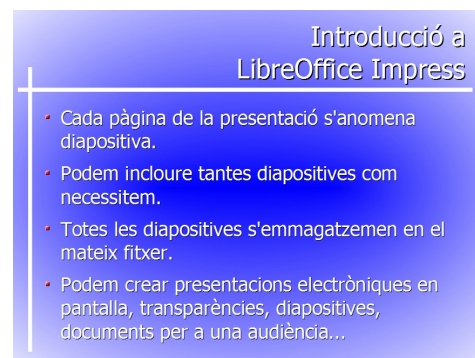 Introducció a
LibreOffice Impress
Cada pàgina de la presentació s'anomena
diapositiva.
Podem incloure tantes diapositives com
necessitem.
Totes les diapositives s'emmagatzemen en el
mateix fitxer.
Podem crear presentacions electròniques en
pantalla, transparències, diapositives,
documents per a una audiència...